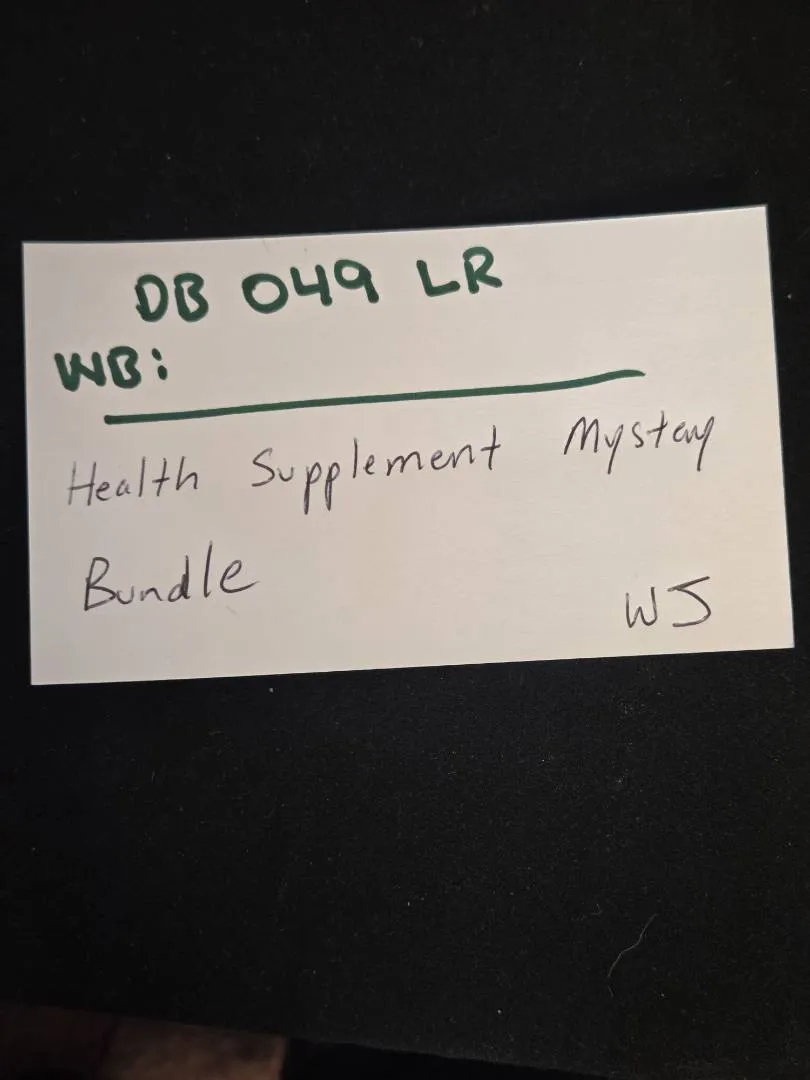 DB 049 LR
WB:
Health Supplement Mystery
Bundle
WJ